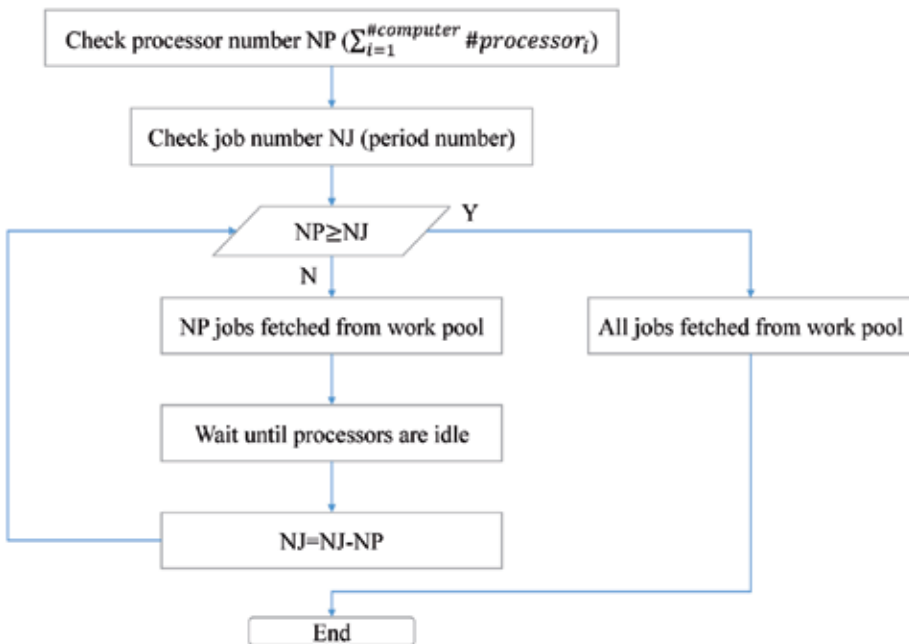 Check processor number NP (∑_{i=1}^{#computer} #processor_i)
Check job number NJ (period number)
NP≧NJ
Y
N
NP jobs fetched from work pool
All jobs fetched from work pool
Wait until processors are idle
NJ=NJ-NP
End